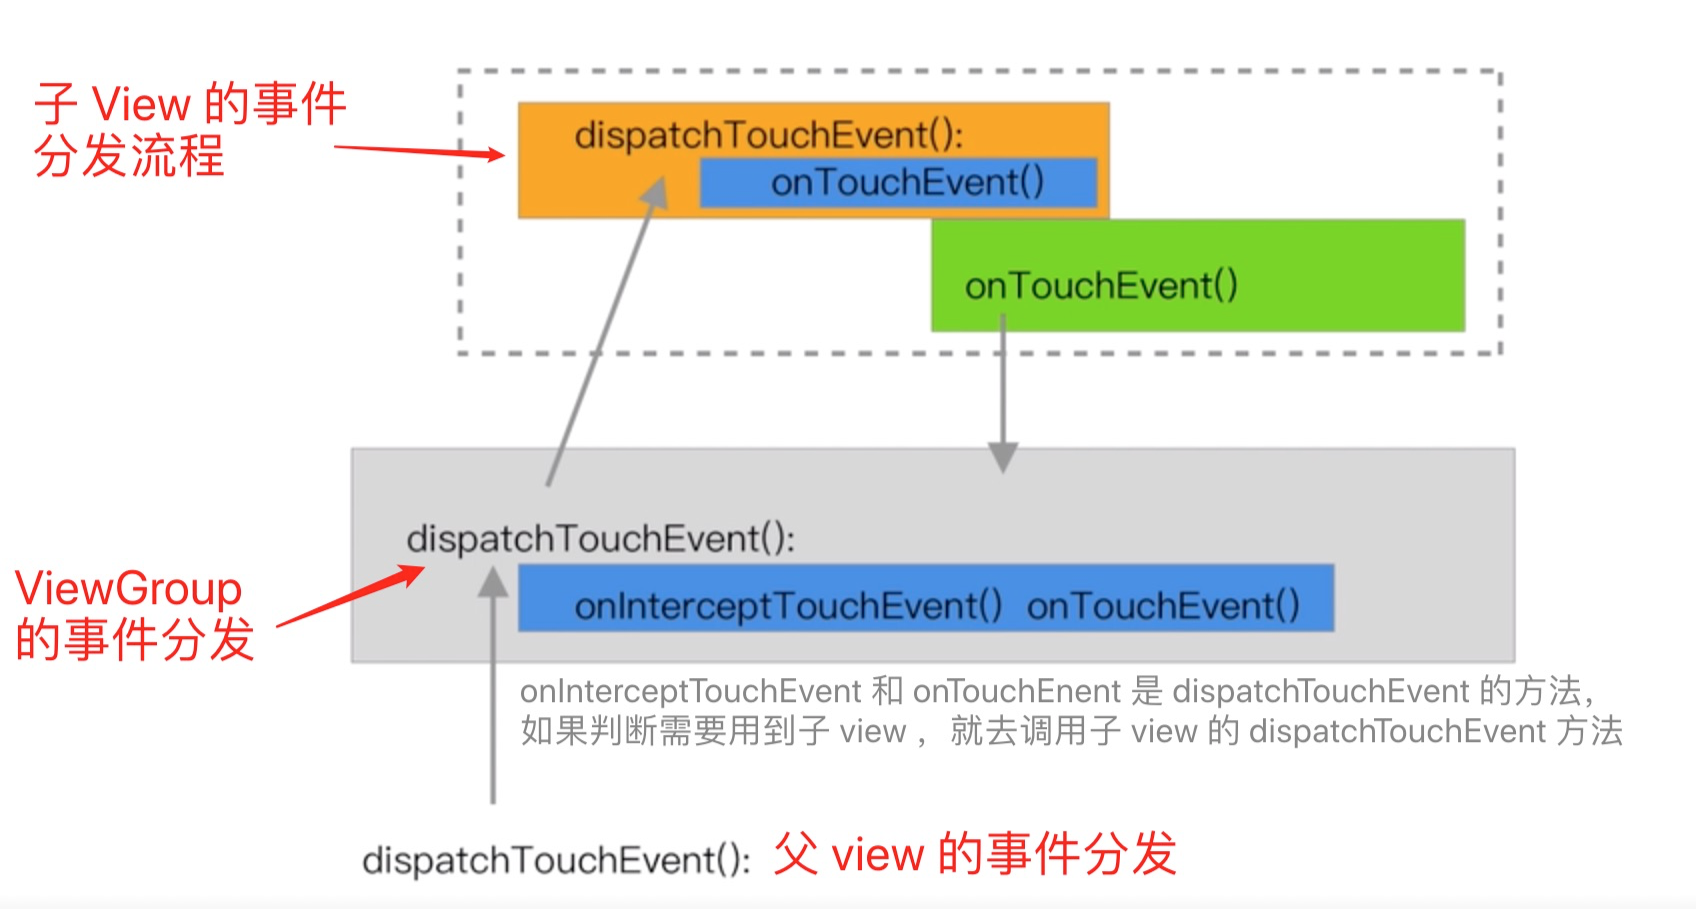 子 View 的事件
分发流程
dispatchTouchEvent():
onTouchEvent()
onTouchEvent()
dispatchTouchEvent():
ViewGroup
的事件分发
onInterceptTouchEvent() onTouchEvent()
onInterceptTouchEvent 和 onTouchEnent 是 dispatchTouchEvent 的方法，
如果判断需要用到子 view ，就去调用子 view 的 dispatchTouchEvent 方法
dispatchTouchEvent(): 父 view 的事件分发